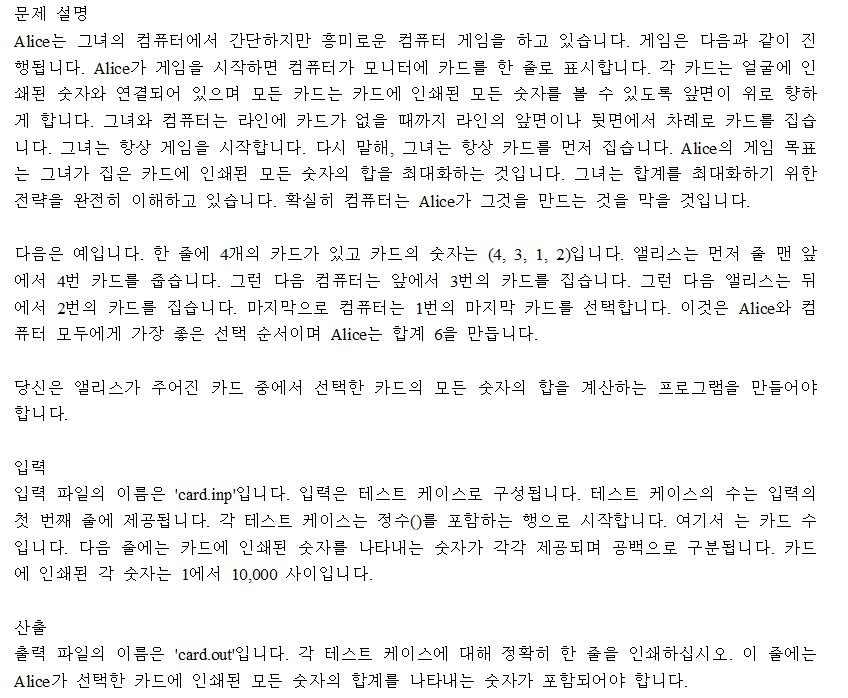 문제 설명
Alice는 그녀의 컴퓨터에서 간단하지만 흥미로운 컴퓨터 게임을 하고 있습니다. 게임은 다음과 같이 진
행됩니다. Alice가 게임을 시작하면 컴퓨터가 모니터에 카드를 한 줄로 표시합니다. 각 카드는 얼굴에 인
쇄된 숫자와 연결되어 있으며 모든 카드는 카드에 인쇄된 모든 숫자를 볼 수 있도록 앞면이 위로 향하
게 합니다. 그녀와 컴퓨터는 라인에 카드가 없을 때까지 라인의 앞면이나 뒷면에서 차례로 카드를 집습
니다. 그녀는 항상 게임을 시작합니다. 다시 말해, 그녀는 항상 카드를 먼저 집습니다. Alice의 게임 목표
는 그녀가 집은 카드에 인쇄된 모든 숫자의 합을 최대화하는 것입니다. 그녀는 합계를 최대화하기 위한
전략을 완전히 이해하고 있습니다. 확실히 컴퓨터는 Alice가 그것을 만드는 것을 막을 것입니다.
다음은 예입니다. 한 줄에 4개의 카드가 있고 카드의 숫자는 (4, 3, 1, 2)입니다. 앨리스는 먼저 줄 맨 앞
에서 4번 카드를 줍습니다. 그런 다음 컴퓨터는 앞에서 3번의 카드를 집습니다. 그런 다음 앨리스는 뒤
에서 2번의 카드를 집습니다. 마지막으로 컴퓨터는 1번의 마지막 카드를 선택합니다. 이것은 Alice와 컴
퓨터 모두에게 가장 좋은 선택 순서이며 Alice는 합계 6을 만듭니다.
당신은 앨리스가 주어진 카드 중에서 선택한 카드의 모든 숫자의 합을 계산하는 프로그램을 만들어야
합니다.
입력
입력 파일의 이름은 'card.inp'입니다. 입력은 테스트 케이스로 구성됩니다. 테스트 케이스의 수는 입력의
첫 번째 줄에 제공됩니다. 각 테스트 케이스는 정수()를 포함하는 행으로 시작합니다. 여기서 는 카드 수
입니다. 다음 줄에는 카드에 인쇄된 숫자를 나타내는 숫자가 각각 제공되며 공백으로 구분됩니다. 카드
에 인쇄된 각 숫자는 1에서 10,000 사이입니다.
산출
출력 파일의 이름은 'card.out'입니다. 각 테스트 케이스에 대해 정확히 한 줄을 인쇄하십시오. 이 줄에는
Alice가 선택한 카드에 인쇄된 모든 숫자의 합계를 나타내는 숫자가 포함되어야 합니다.